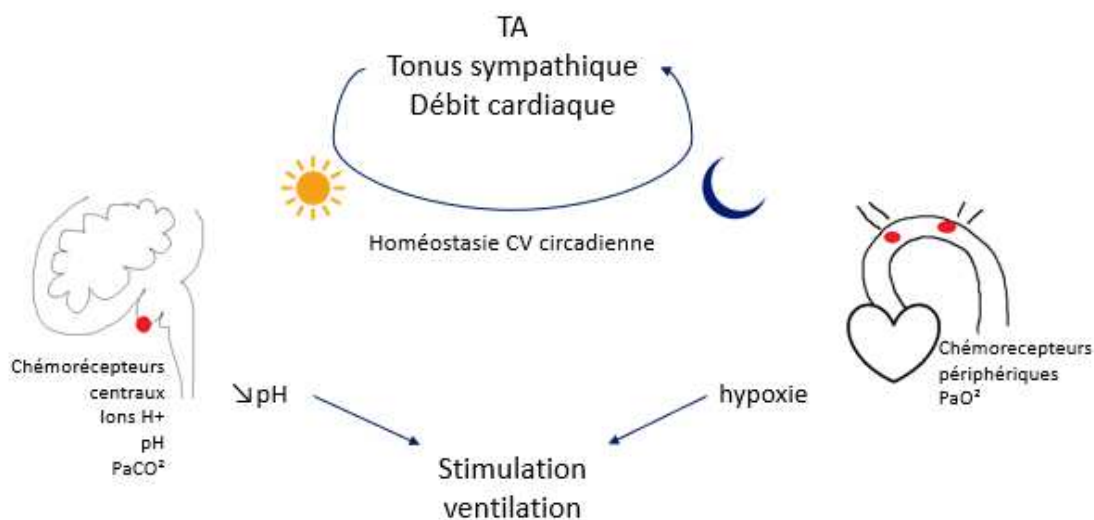 TA
Tonus sympathique
Débit cardiaque
Homéostasie CV circadienne
Chémorécepteurs
centraux
Ions H+
pH
PaCO²
↘pH
hypoxie
Chémorecepteurs
périphériques
PaO²
Stimulation
ventilation